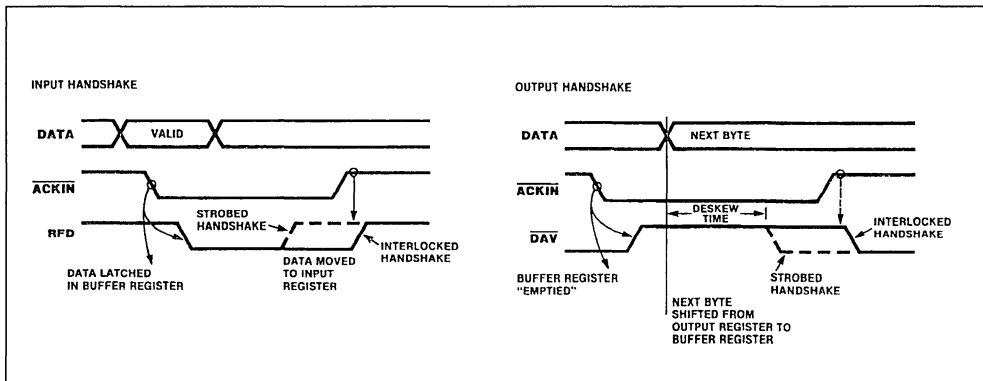 INPUT HANDSHAKE
DATA
VALID
ACKIN
RFD
STROBED
HANDSHAKE
INTERLOCKED
HANDSHAKE
DATA LATCHED
IN BUFFER REGISTER
DATA MOVED
TO INPUT
REGISTER
OUTPUT HANDSHAKE
DATA
NEXT BYTE
ACKIN
DESKEW
TIME
DAV
INTERLOCKED
HANDSHAKE
BUFFER REGISTER
"EMPTIED"
STROBED
HANDSHAKE
NEXT BYTE
SHIFTED FROM
OUTPUT REGISTER TO
BUFFER REGISTER